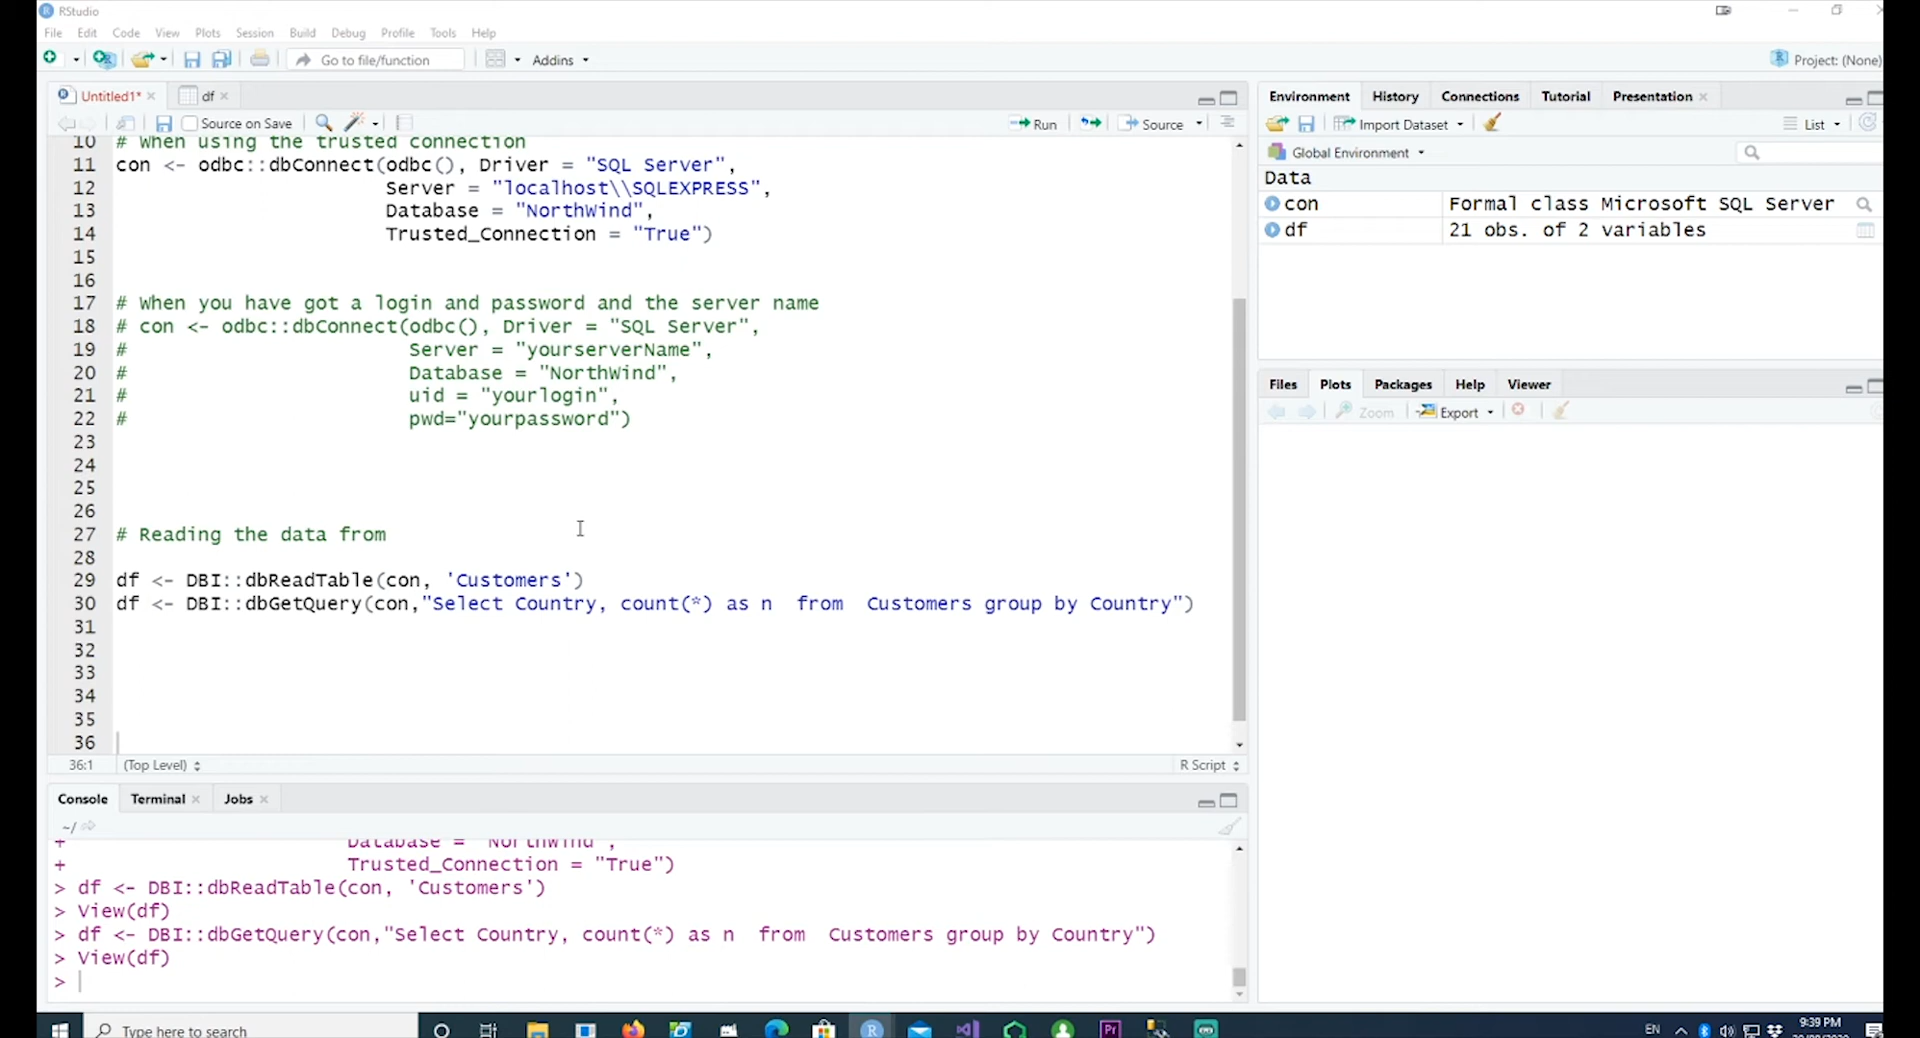 RStudio
File Edit Code View Plots Session Build Debug Profile Tools Help
Go to file/function Addins Project: (None)
Untitled1* df
Source on Save Run Source
10 # When using the trusted connection
11 con <- odbc::dbConnect(odbc(), Driver = "SQL Server",
12 Server = "localhost\\SQLEXPRESS",
13 Database = "NorthWind",
14 Trusted_Connection = "True")
15
16
17 # When you have got a login and password and the server name
18 # con <- odbc::dbConnect(odbc(), Driver = "SQL Server",
19 # Server = "yourserverName",
20 # Database = "NorthWind",
21 # uid = "yourlogin",
22 # pwd="yourpassword")
23
24
25
26
27 # Reading the data from
28
29 df <- DBI::dbReadTable(con, 'Customers')
30 df <- DBI::dbGetQuery(con,"Select Country, count(*) as n  from  Customers group by Country")
31
32
33
34
35
36
36:1 (Top Level) R Script
Console Terminal Jobs
~/
+ Database = "NorthWind",
+ Trusted_Connection = "True")
> df <- DBI::dbReadTable(con, 'Customers')
> View(df)
> df <- DBI::dbGetQuery(con,"Select Country, count(*) as n  from  Customers group by Country")
> View(df)
>
Environment History Connections Tutorial Presentation
Import Dataset List
Global Environment
Data
con Formal class Microsoft SQL Server
df 21 obs. of 2 variables
Files Plots Packages Help Viewer
Zoom Export
Type here to search
EN 9:39 PM